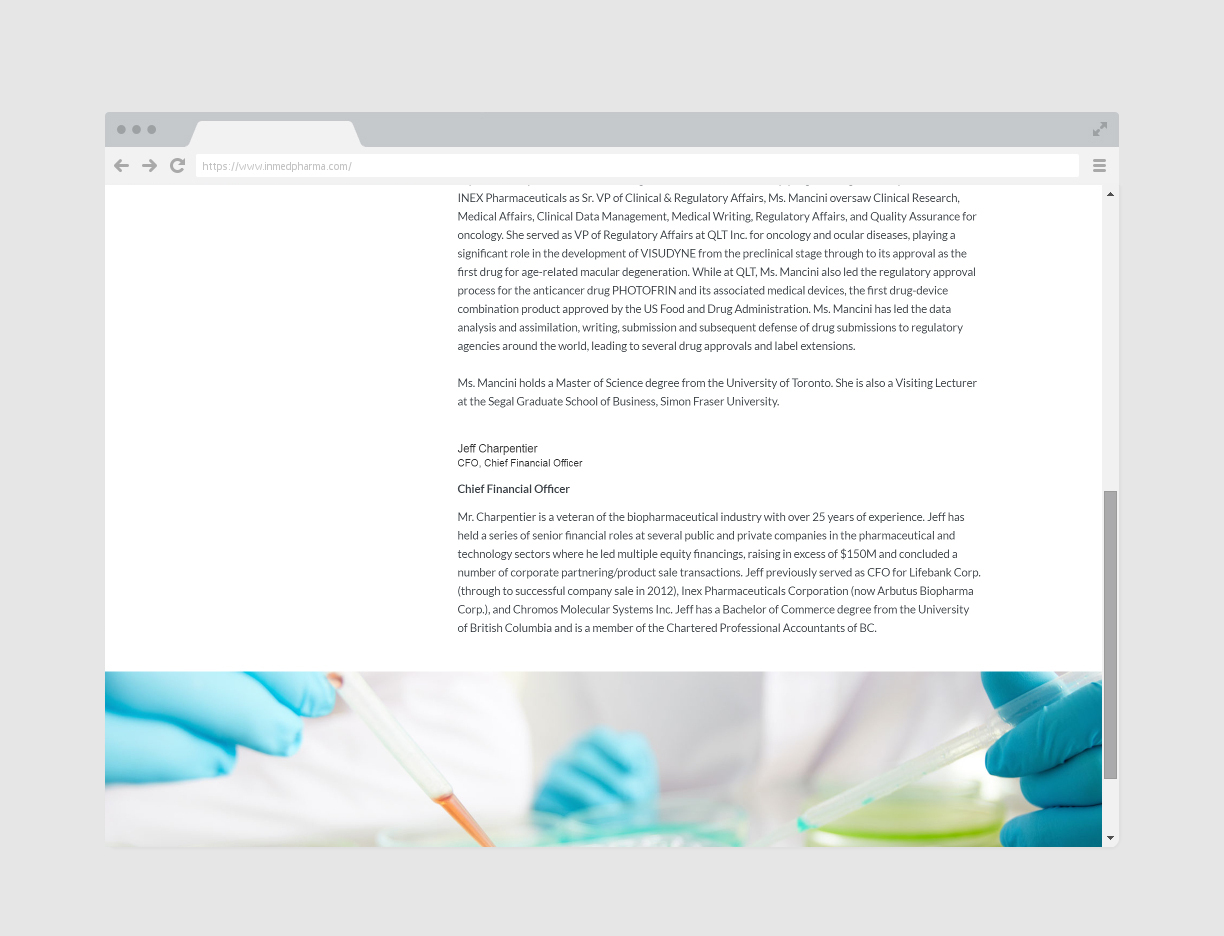 https://www.inmedpharma.com/
INEX Pharmaceuticals as Sr. VP of Clinical & Regulatory Affairs, Ms. Mancini oversaw Clinical Research,
Medical Affairs, Clinical Data Management, Medical Writing, Regulatory Affairs, and Quality Assurance for
oncology. She served as VP of Regulatory Affairs at QLT Inc. for oncology and ocular diseases, playing a
significant role in the development of VISUDYNE from the preclinical stage through to its approval as the
first drug for age-related macular degeneration. While at QLT, Ms. Mancini also led the regulatory approval
process for the anticancer drug PHOTOFRIN and its associated medical devices, the first drug-device
combination product approved by the US Food and Drug Administration. Ms. Mancini has led the data
analysis and assimilation, writing, submission and subsequent defense of drug submissions to regulatory
agencies around the world, leading to several drug approvals and label extensions.
Ms. Mancini holds a Master of Science degree from the University of Toronto. She is also a Visiting Lecturer
at the Segal Graduate School of Business, Simon Fraser University.
Jeff Charpentier
CFO, Chief Financial Officer
Chief Financial Officer
Mr. Charpentier is a veteran of the biopharmaceutical industry with over 25 years of experience. Jeff has
held a series of senior financial roles at several public and private companies in the pharmaceutical and
technology sectors where he led multiple equity financings, raising in excess of $150M and concluded a
number of corporate partnering/product sale transactions. Jeff previously served as CFO for Lifebank Corp.
(through to successful company sale in 2012), Inex Pharmaceuticals Corporation (now Arbutus Biopharma
Corp.), and Chromos Molecular Systems Inc. Jeff has a Bachelor of Commerce degree from the University
of British Columbia and is a member of the Chartered Professional Accountants of BC.